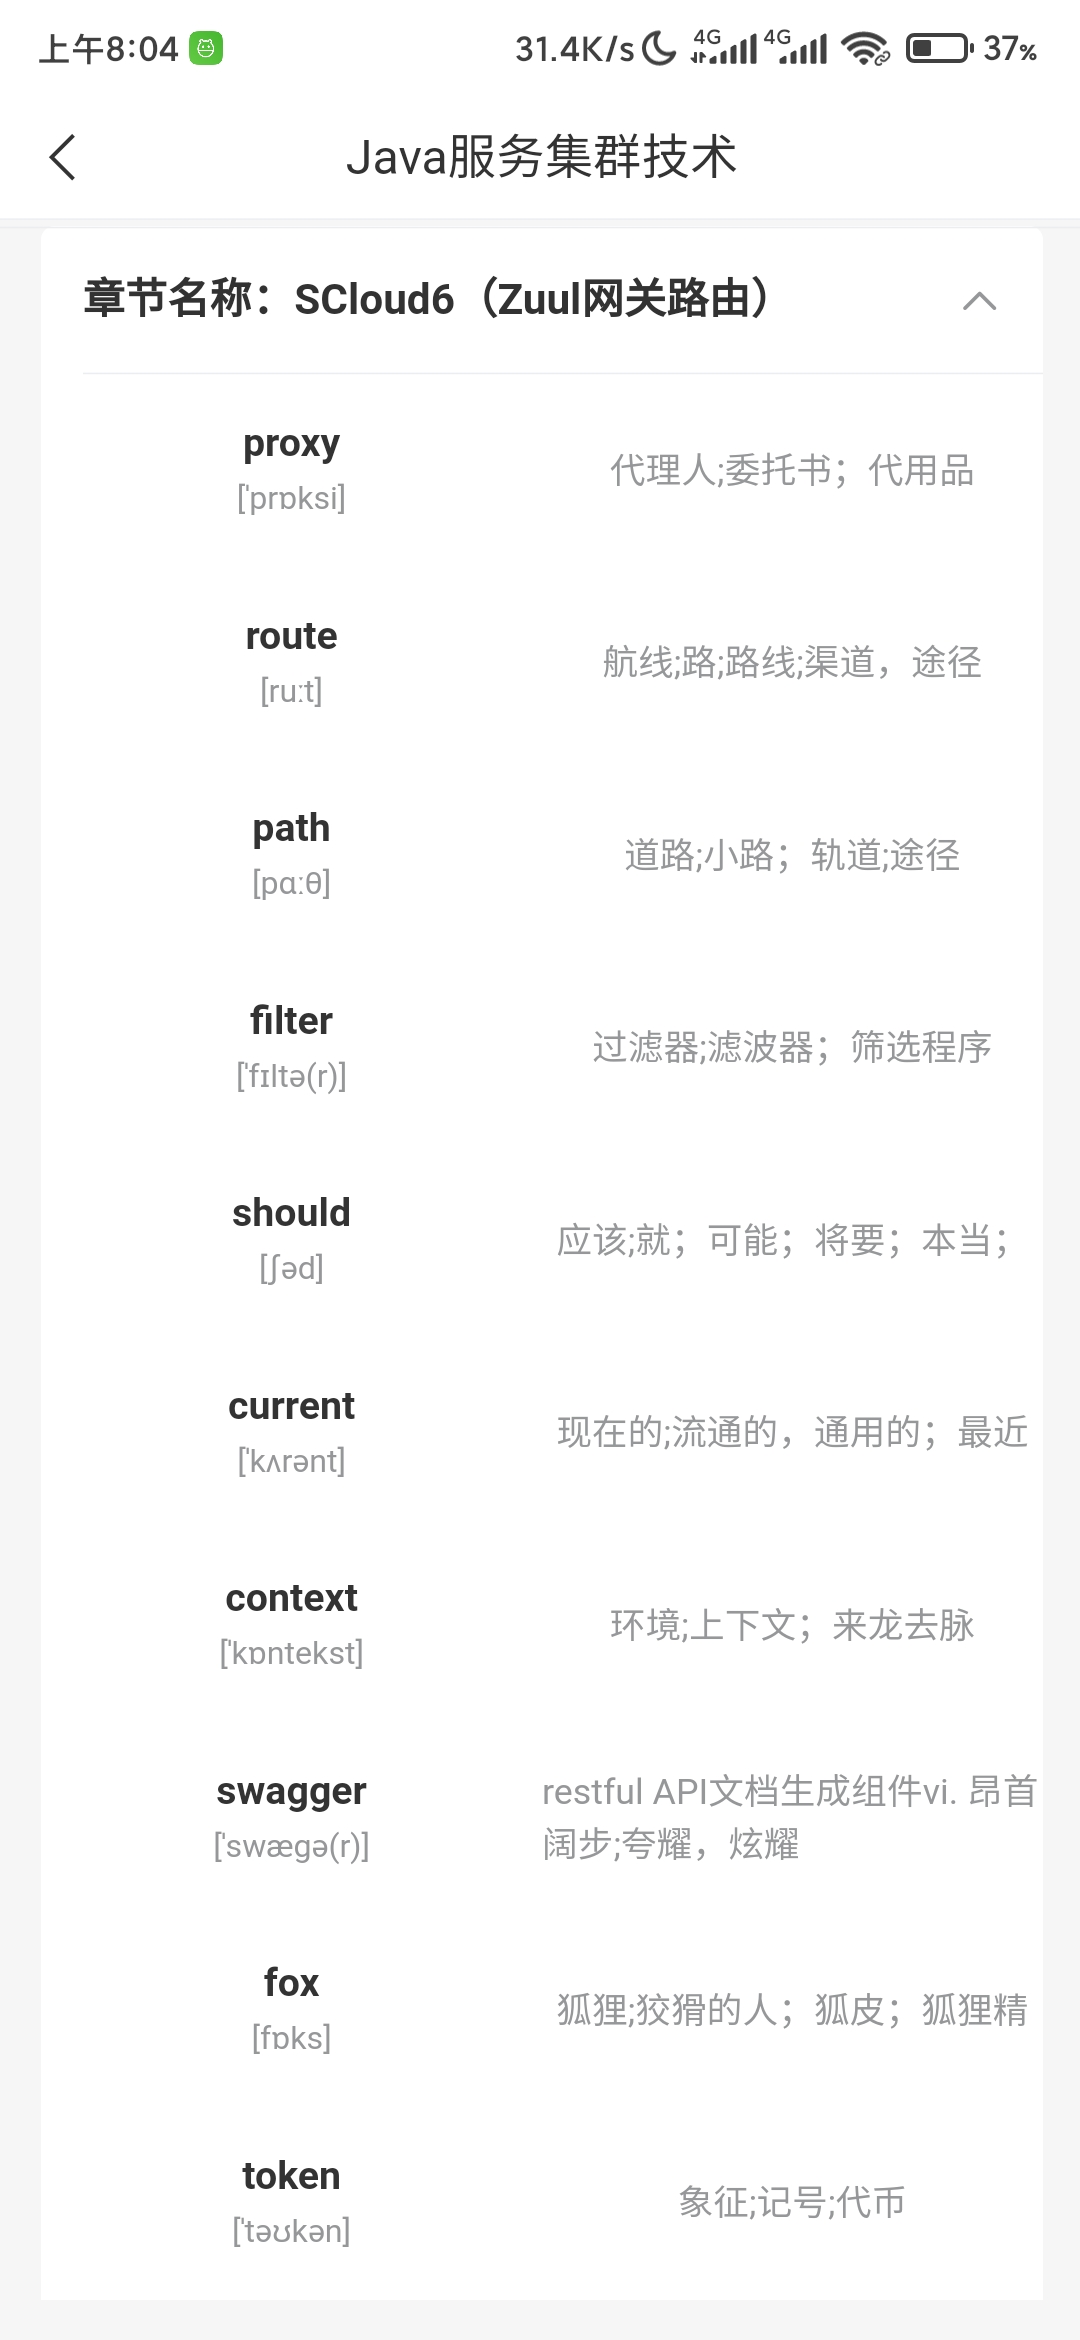 上午8:04
31.4K/s 4G 4G 37%
Java服务集群技术
章节名称：SCloud6（Zuul网关路由）
proxy
['prɒksi]
代理人;委托书；代用品
route
[ruːt]
航线;路;路线;渠道，途径
path
[pɑːθ]
道路;小路；轨道;途径
filter
['fɪltə(r)]
过滤器;滤波器；筛选程序
should
[ʃəd]
应该;就；可能；将要；本当；
current
['kʌrənt]
现在的;流通的，通用的；最近
context
['kɒntekst]
环境;上下文；来龙去脉
swagger
['swægə(r)]
restful API文档生成组件vi. 昂首
阔步;夸耀，炫耀
fox
[fɒks]
狐狸;狡猾的人；狐皮；狐狸精
token
['təʊkən]
象征;记号;代币